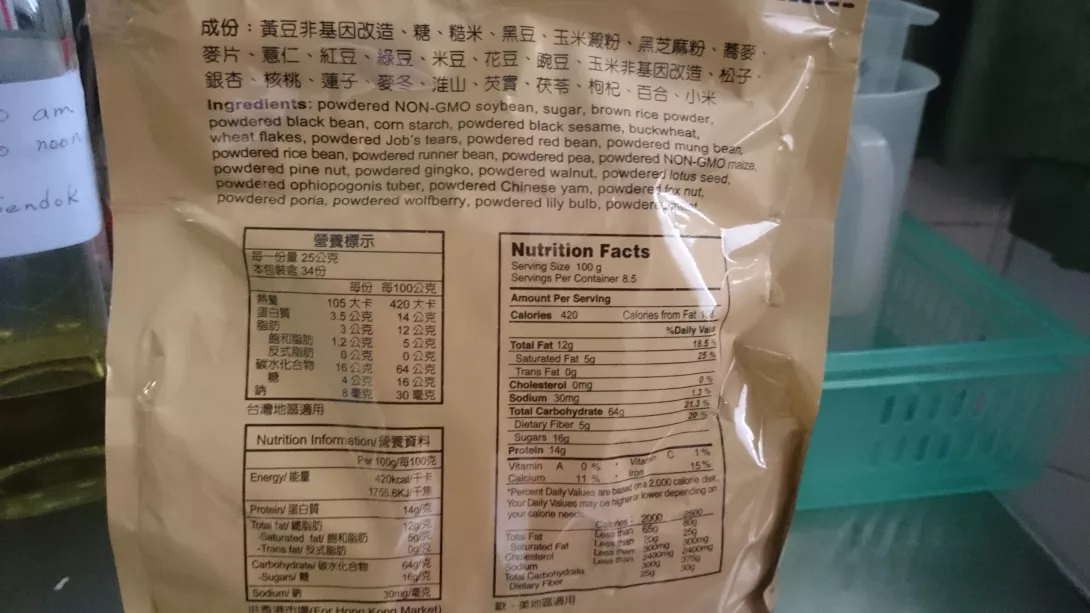 am
noon
endok
成份：黃豆非基因改造、糖、糙米、黑豆、玉米澱粉、黑芝麻粉、蕎麥、
麥片、薏仁、紅豆、綠豆、米豆、花豆、豌豆、玉米非基因改造、松子、
銀杏、核桃、蓮子、麥冬、淮山、芡實、茯苓、枸杞、百合、小米
Ingredients: powdered NON-GMO soybean, sugar, brown rice powder,
powdered black bean, corn starch, powdered black sesame, buckwheat,
wheat flakes, powdered Job's tears, powdered red bean, powdered mung bean,
powdered rice bean, powdered runner bean, powdered pea, powdered NON-GMO maize,
powdered pine nut, powdered gingko, powdered walnut, powdered lotus seed,
powdered ophiopogonis tuber, powdered Chinese yam, powdered fox nut,
powdered poria, powdered wolfberry, powdered lily bulb, powdered millet
營養標示
每一份量 25公克
本包裝含 34份
每份 每100公克
熱量 105 大卡 420 大卡
蛋白質 3.5 公克 14 公克
脂肪 3 公克 12 公克
飽和脂肪 1.2 公克 5 公克
反式脂肪 0 公克 0 公克
碳水化合物 16 公克 64 公克
糖 4 公克 16 公克
鈉 8 毫克 30 毫克
台灣地區適用
Nutrition Information/營養資料
Per 100g/每100克
Energy/能量 420kcal/千卡
1755.6KJ/千焦
Protein/蛋白質 14g/克
Total fat/總脂肪 12g/克
-Saturated fat/飽和脂肪 5g/克
-Trans fat/反式脂肪 0g/克
Carbohydrate/碳水化合物 64g/克
-Sugars/糖 16g/克
Sodium/鈉 30mg/毫克
供香港市場(For Hong Kong Market)
Nutrition Facts
Serving Size 100 g
Servings Per Container 8.5
Amount Per Serving
Calories 420 Calories from Fat
%Daily Valu
Total Fat 12g 18.5%
Saturated Fat 5g 25%
Trans Fat 0g
Cholesterol 0mg 0%
Sodium 30mg 1.3%
Total Carbohydrate 64g 21.3%
Dietary Fiber 5g 20%
Sugars 16g
Protein 14g
Vitamin A 0% • Vitamin C 1%
Calcium 11% • Iron 15%
*Percent Daily Values are based on a 2,000 calorie diet.
Your Daily Values may be higher or lower depending on
your calorie needs.
Calories: 2000 2500
Total Fat Less than 65g 80g
Saturated Fat Less than 20g 25g
Cholesterol Less than 300mg 300mg
Sodium Less than 2400mg 2400mg
Total Carbohydrate 300g 375g
Dietary Fiber 25g 30g
歐、美地區適用